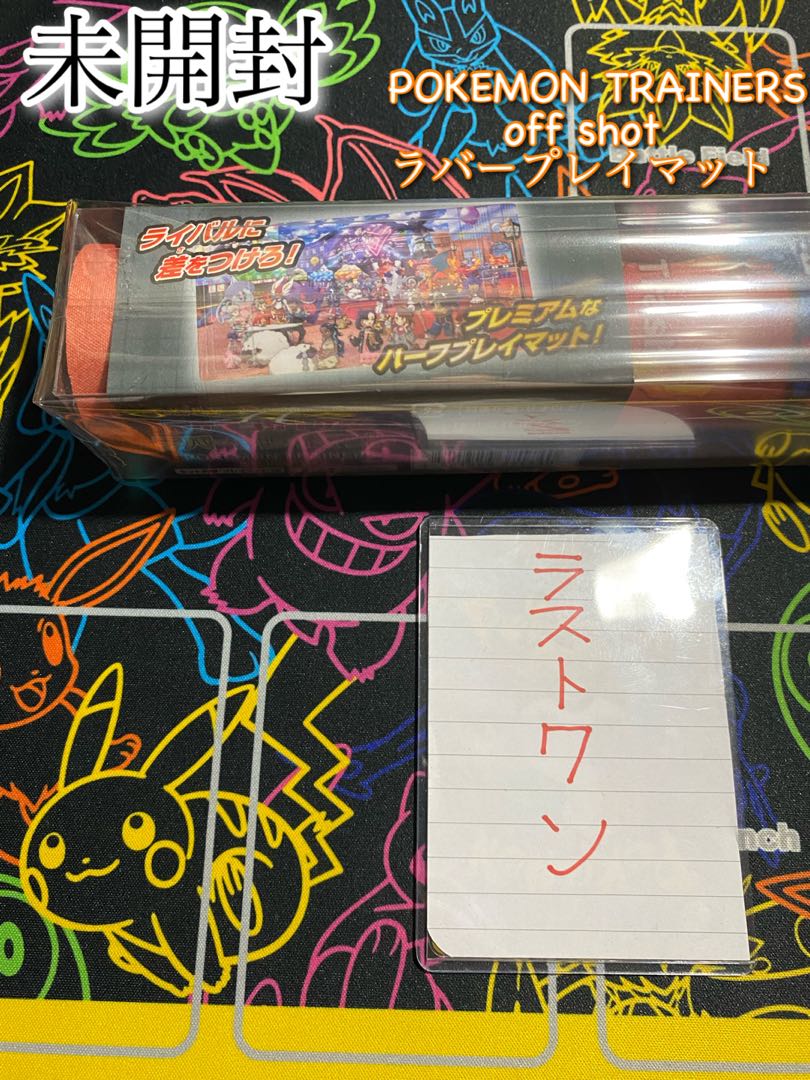 未開封
POKEMON TRAINERS
off shot
ラバープレイマット
Battle Field
ライバルに
差をつけろ！
プレミアムな
ハーフプレイマット！
ラストワン